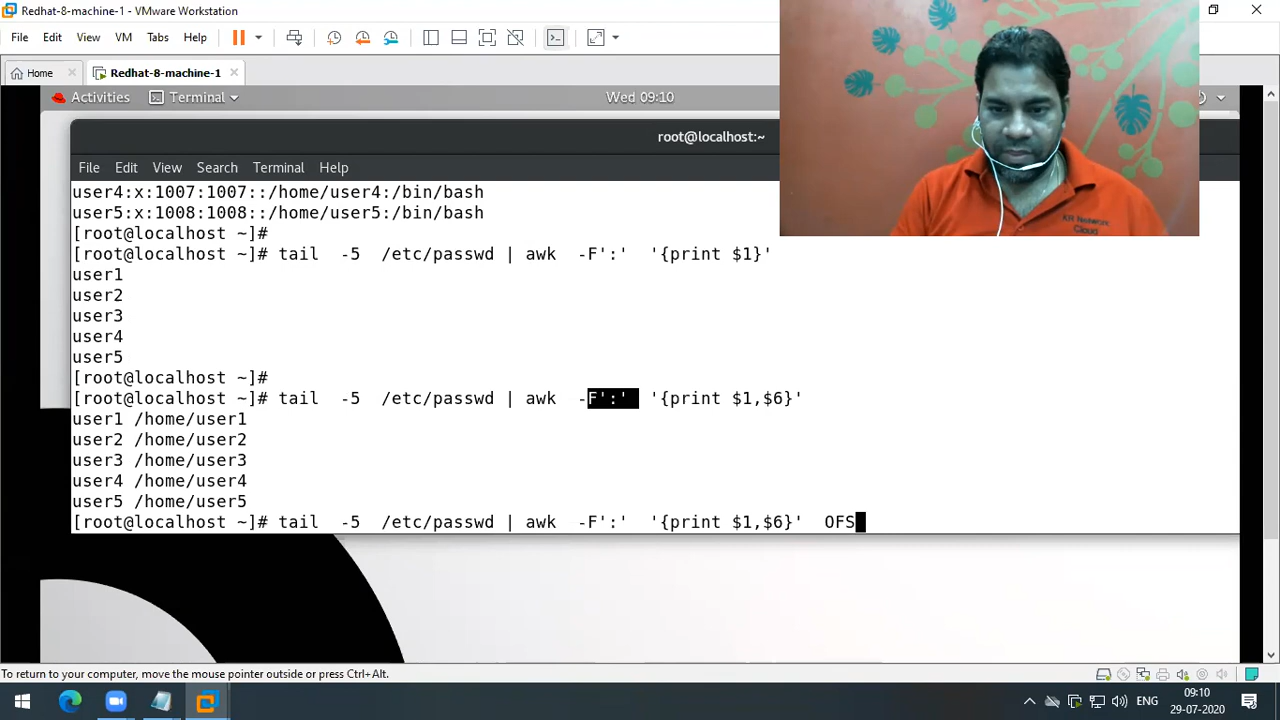 Redhat-8-machine-1 - VMware Workstation
File Edit View VM Tabs Help
Home Redhat-8-machine-1
Activities Terminal Wed 09:10
root@localhost:~
File Edit View Search Terminal Help
user4:x:1007:1007::/home/user4:/bin/bash
user5:x:1008:1008::/home/user5:/bin/bash
[root@localhost ~]#
[root@localhost ~]# tail -5 /etc/passwd | awk -F':' '{print $1}'
user1
user2
user3
user4
user5
[root@localhost ~]#
[root@localhost ~]# tail -5 /etc/passwd | awk -F':' '{print $1,$6}'
user1 /home/user1
user2 /home/user2
user3 /home/user3
user4 /home/user4
user5 /home/user5
[root@localhost ~]# tail -5 /etc/passwd | awk -F':' '{print $1,$6}' OFS
KR Network
Cloud
To return to your computer, move the mouse pointer outside or press Ctrl+Alt.
ENG
09:10
29-07-2020